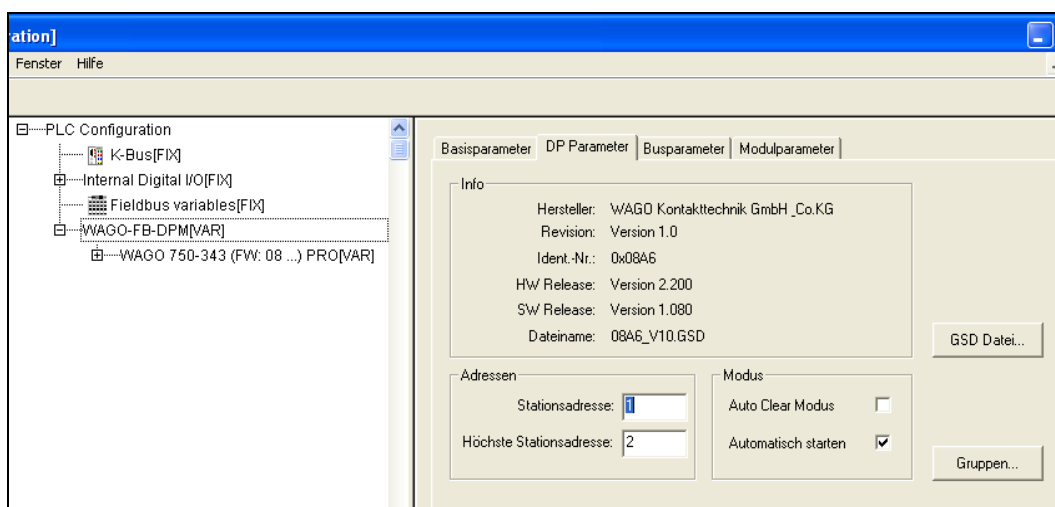 ation]
Fenster Hilfe
PLC Configuration
K-Bus[FIX]
Internal Digital I/O[FIX]
Fieldbus variables[FIX]
WAGO-FB-DPM[VAR]
WAGO 750-343 (FW: 08 ...) PRO[VAR]
Basisparameter DP Parameter Busparameter Modulparameter
Info
Hersteller: WAGO Kontakttechnik GmbH _Co.KG
Revision: Version 1.0
Ident.-Nr.: 0x08A6
HW Release: Version 2.200
SW Release: Version 1.080
Dateiname: 08A6_V10.GSD
GSD Datei...
Adressen
Stationsadresse: 1
Höchste Stationsadresse: 2
Modus
Auto Clear Modus
Automatisch starten
Gruppen...